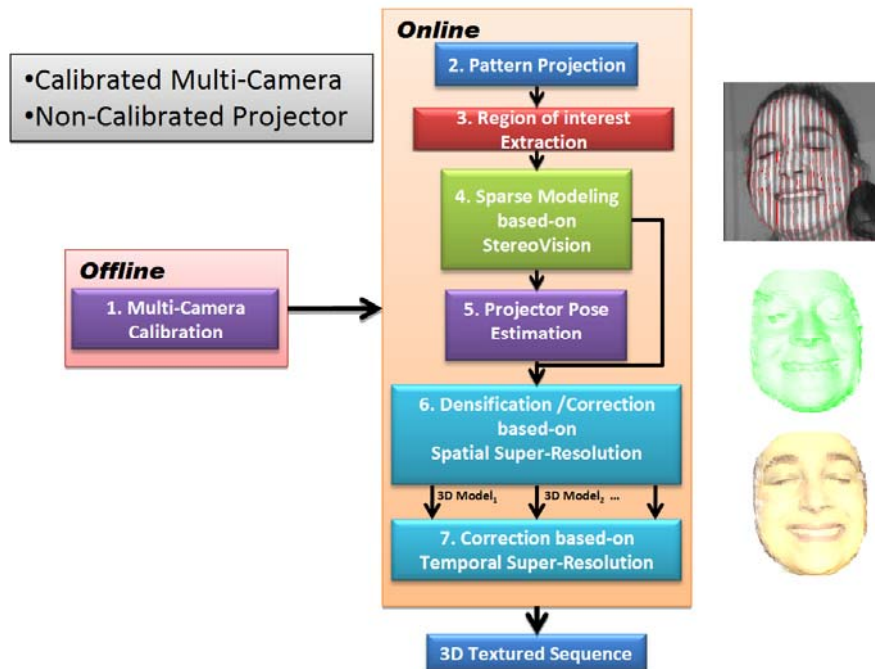 •Calibrated Multi-Camera
•Non-Calibrated Projector
Offline
1. Multi-Camera
Calibration
Online
2. Pattern Projection
3. Region of interest
Extraction
4. Sparse Modeling
based-on
StereoVision
5. Projector Pose
Estimation
6. Densification /Correction
based-on
Spatial Super-Resolution
3D Model₁ 3D Model₂ ...
7. Correction based-on
Temporal Super-Resolution
3D Textured Sequence